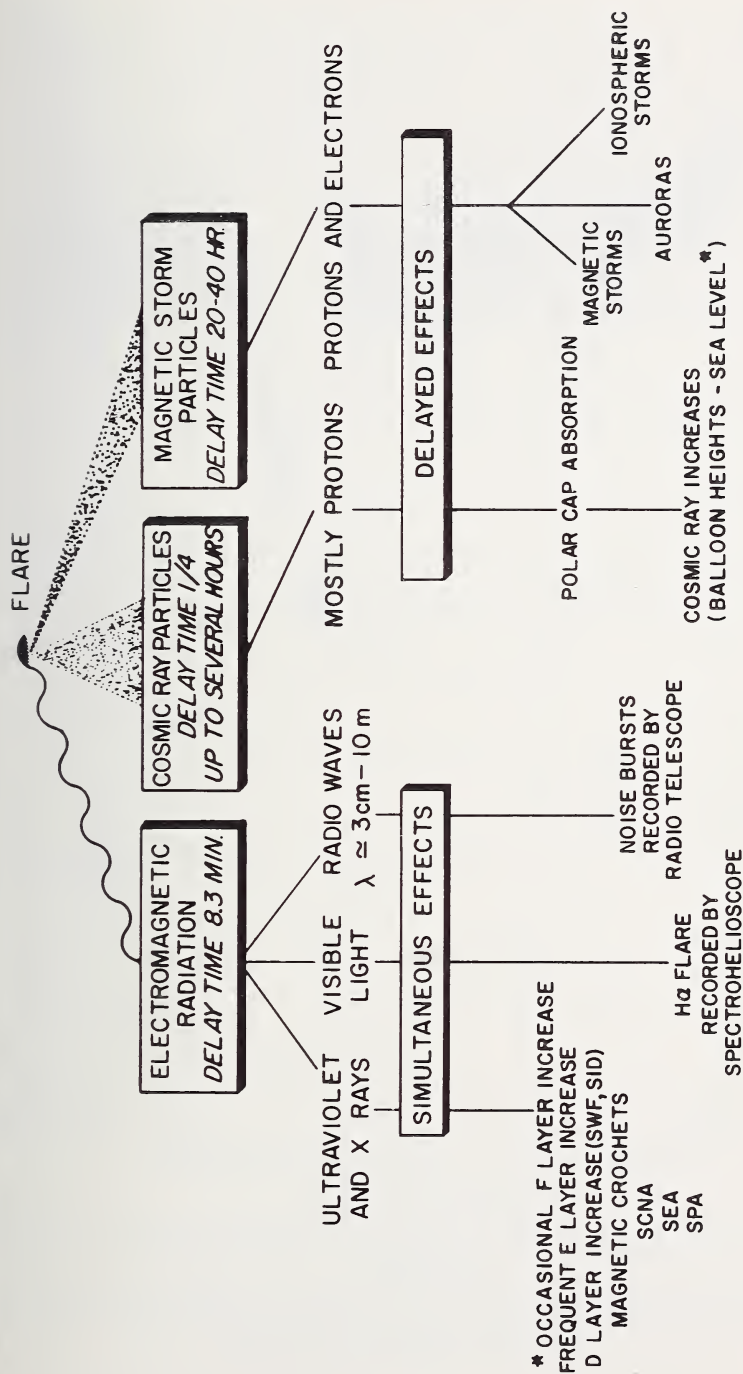 FLARE
ELECTROMAGNETIC
RADIATION
DELAY TIME 8.3 MIN.
COSMIC RAY PARTICLES
DELAY TIME 1/4
UP TO SEVERAL HOURS
MAGNETIC STORM
PARTICLES
DELAY TIME 20-40 HR.
ULTRAVIOLET
AND X RAYS
VISIBLE
LIGHT
RADIO WAVES
λ ≃ 3cm-10m
MOSTLY PROTONS
PROTONS AND ELECTRONS
SIMULTANEOUS EFFECTS
DELAYED EFFECTS
* OCCASIONAL F LAYER INCREASE
FREQUENT E LAYER INCREASE
D LAYER INCREASE (SWF, SID)
MAGNETIC CROCHETS
SCNA
SEA
SPA
Hα FLARE
RECORDED BY
SPECTROHELIOSCOPE
NOISE BURSTS
RECORDED BY
RADIO TELESCOPE
POLAR CAP ABSORPTION
COSMIC RAY INCREASES
(BALLOON HEIGHTS - SEA LEVEL*)
MAGNETIC
STORMS
AURORAS
IONOSPHERIC
STORMS